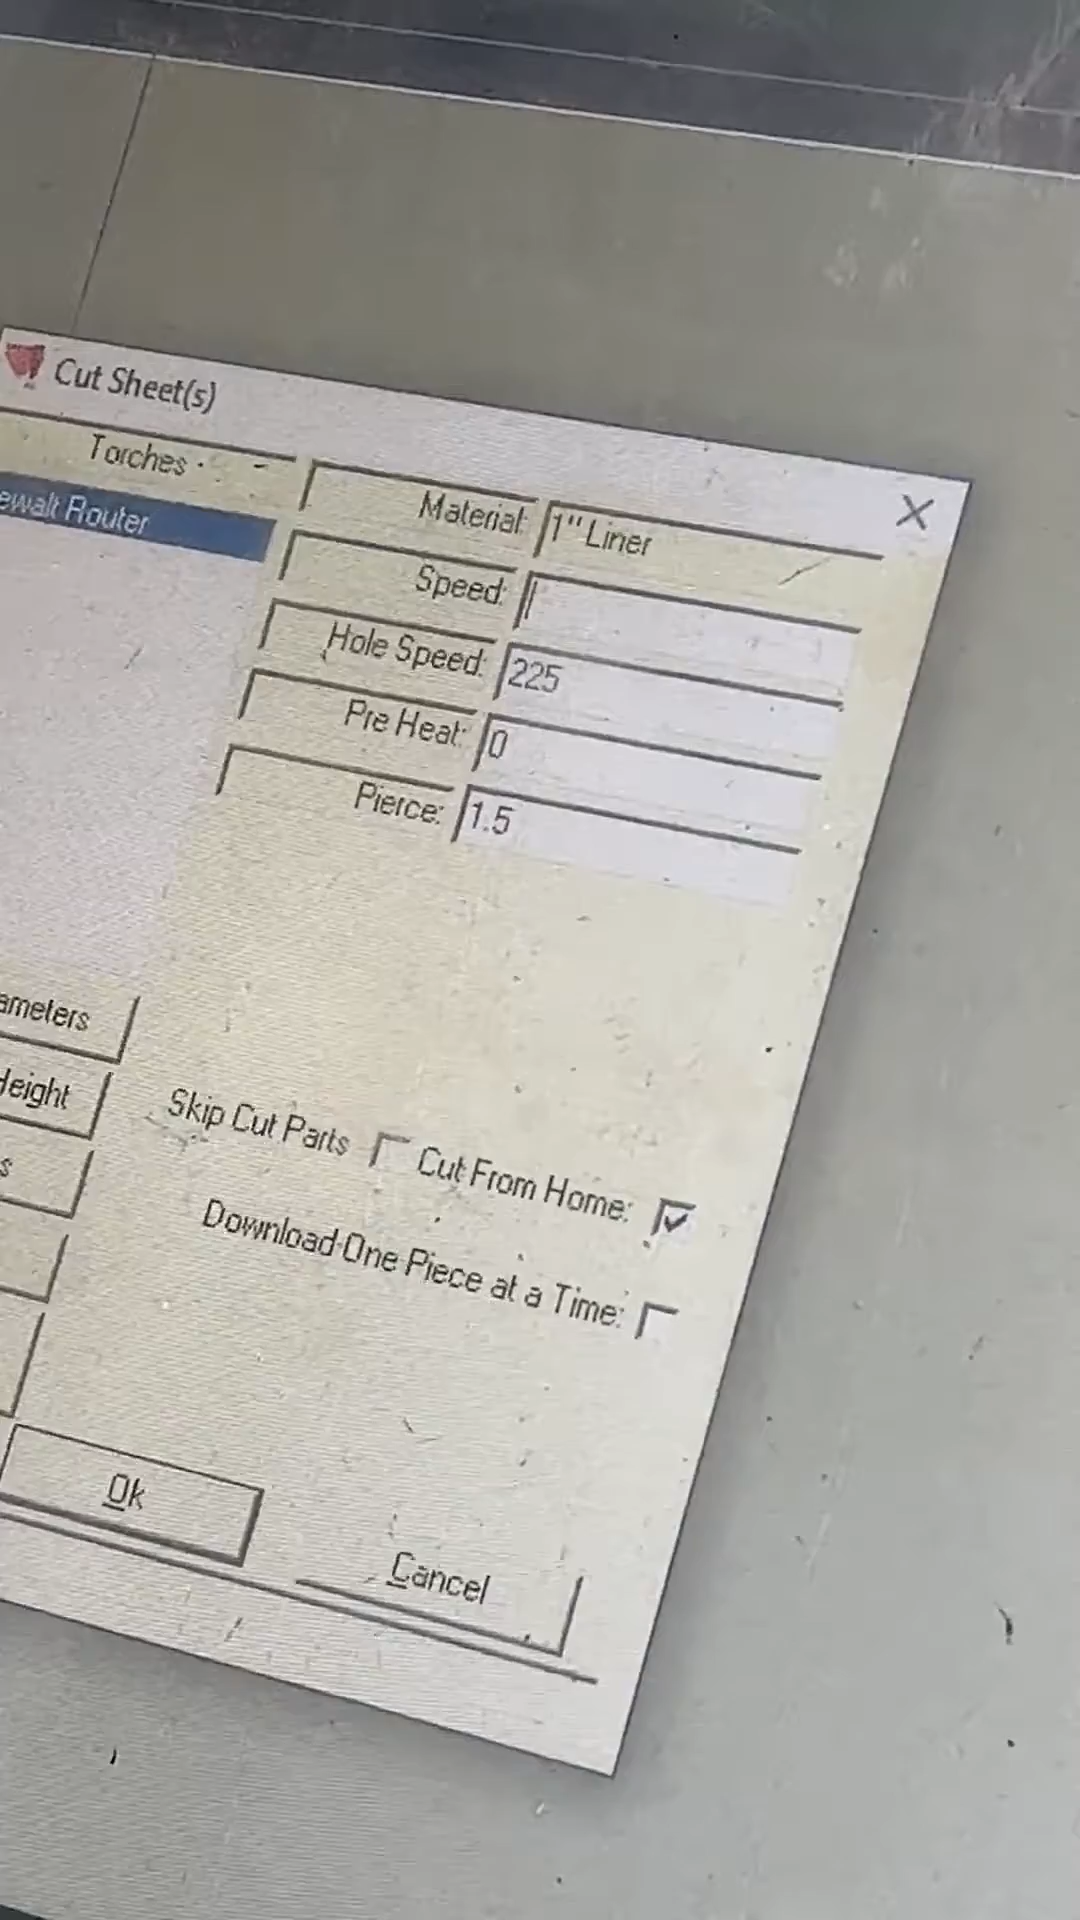 Cut Sheet(s)
Torches
ewalt Router
Material: 1" Liner
Speed:
Hole Speed: 225
Pre Heat: 0
Pierce: 1.5
ameters
Height
s
Skip Cut Parts
Cut From Home:
Download One Piece at a Time:
Ok
Cancel